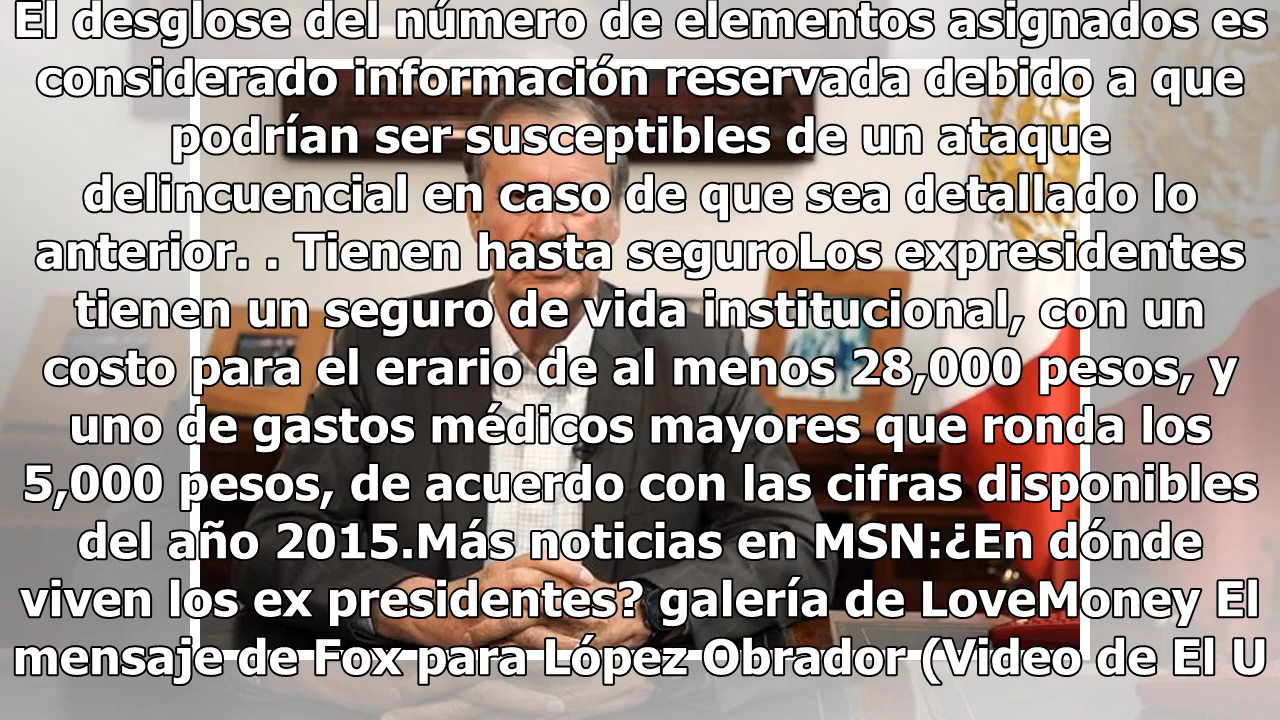 El desglose del número de elementos asignados es
considerado información reservada debido a que
podrían ser susceptibles de un ataque
delincuencial en caso de que sea detallado lo
anterior. . Tienen hasta seguroLos expresidentes
tienen un seguro de vida institucional, con un
costo para el erario de al menos 28,000 pesos, y
uno de gastos médicos mayores que ronda los
5,000 pesos, de acuerdo con las cifras disponibles
del año 2015.Más noticias en MSN:¿En dónde
viven los ex presidentes? galería de LoveMoney El
mensaje de Fox para López Obrador (Video de El U